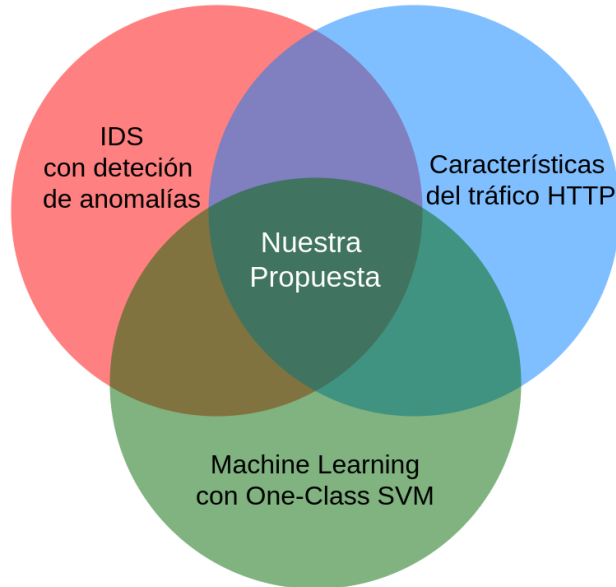 IDS
con deteción
de anomalías
Características
del tráfico HTTP
Nuestra
Propuesta
Machine Learning
con One-Class SVM